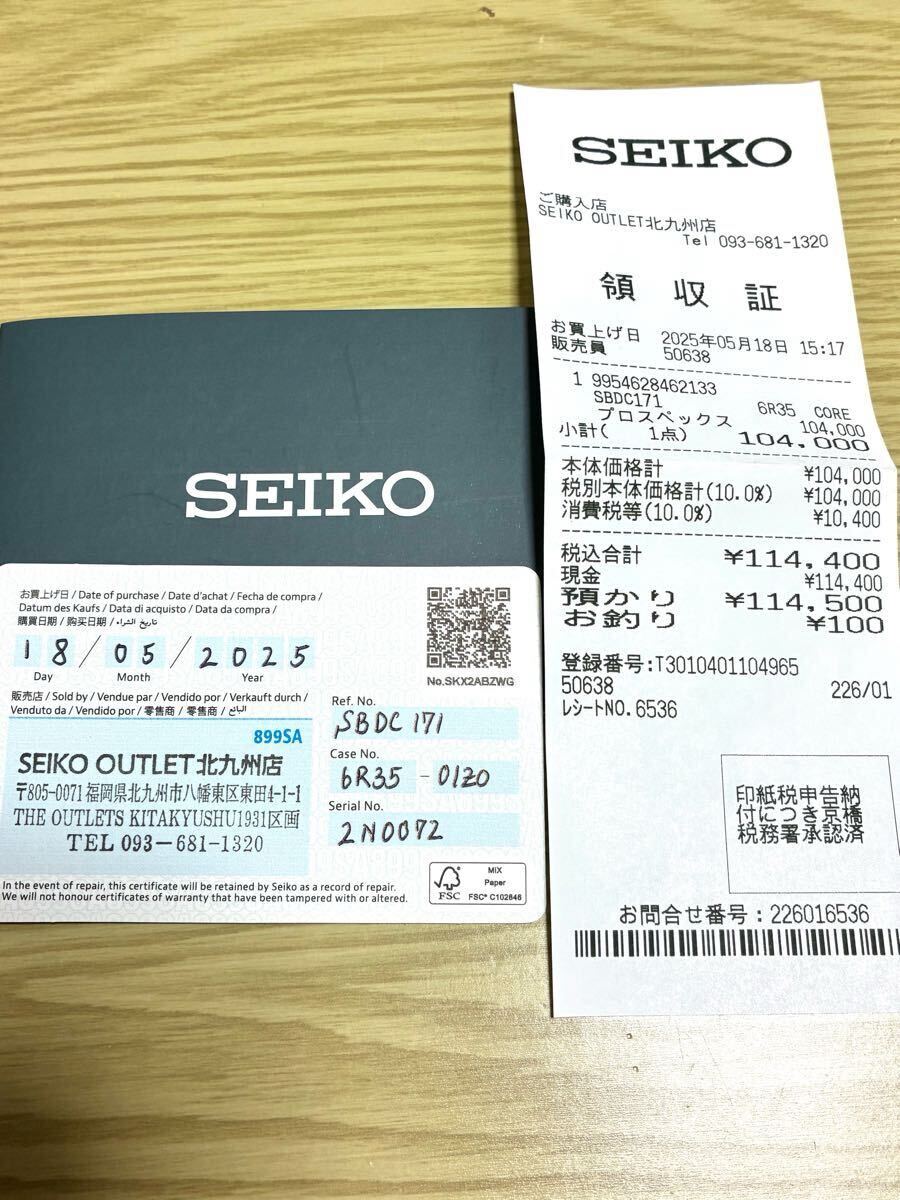 SEIKO
お買上げ日 / Date of purchase / Date d'achat / Fecha de compra /
Datum des Kaufs / Data di acquisto / Data da compra /
購買日期 / 购买日期 / تاريخ الشراء
18 / 05 / 2025
Day Month Year
No.SKX2ABZWG
販売店 / Sold by / Vendue par / Vendido por / Verkauft durch /
Venduto da / Vendido por / 零售商 / 零售商 / البائع
899SA
SEIKO OUTLET北九州店
〒805-0071 福岡県北九州市八幡東区東田4-1-1
THE OUTLETS KITAKYUSHU1931区画
TEL 093-681-1320
Ref. No.
SBDC171
Case No.
6R35 - 01Z0
Serial No.
2N0072
In the event of repair, this certificate will be retained by Seiko as a record of repair.
We will not honour certificates of warranty that have been tampered with or altered.
FSC
MIX
Paper
FSC® C102646
SEIKO
ご購入店
SEIKO OUTLET北九州店
Tel 093-681-1320
領 収 証
お買上げ日 2025年05月18日 15:17
販売員 50638
1 9954628462133
SBDC171 6R35 CORE
プロスペックス 104,000
小計( 1点) 104,000
本体価格計 ¥104,000
税別本体価格計(10.0%) ¥104,000
消費税等(10.0%) ¥10,400
税込合計 ¥114,400
現金 ¥114,400
預かり ¥114,500
お釣り ¥100
登録番号:T3010401104965
50638 226/01
レシートNO. 6536
印紙税申告納
付につき京橋
税務署承認済
お問合せ番号:226016536